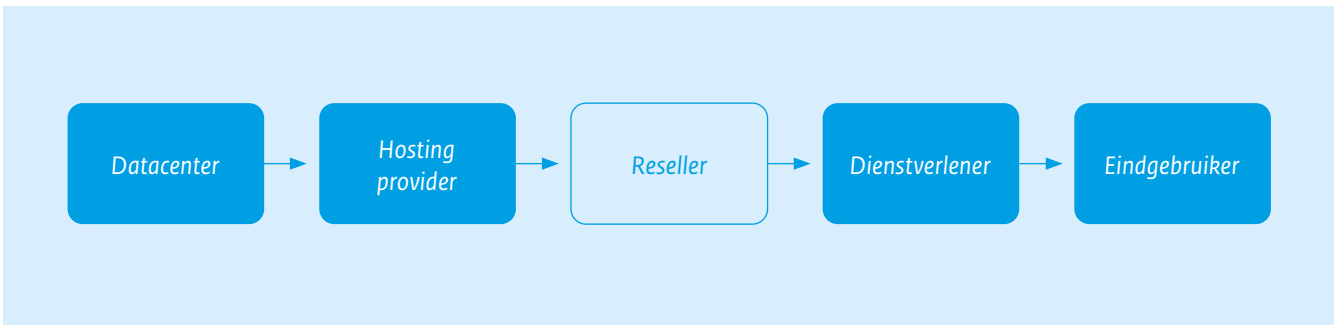 Datacenter
Hosting
provider
Reseller
Dienstverlener
Eindgebruiker